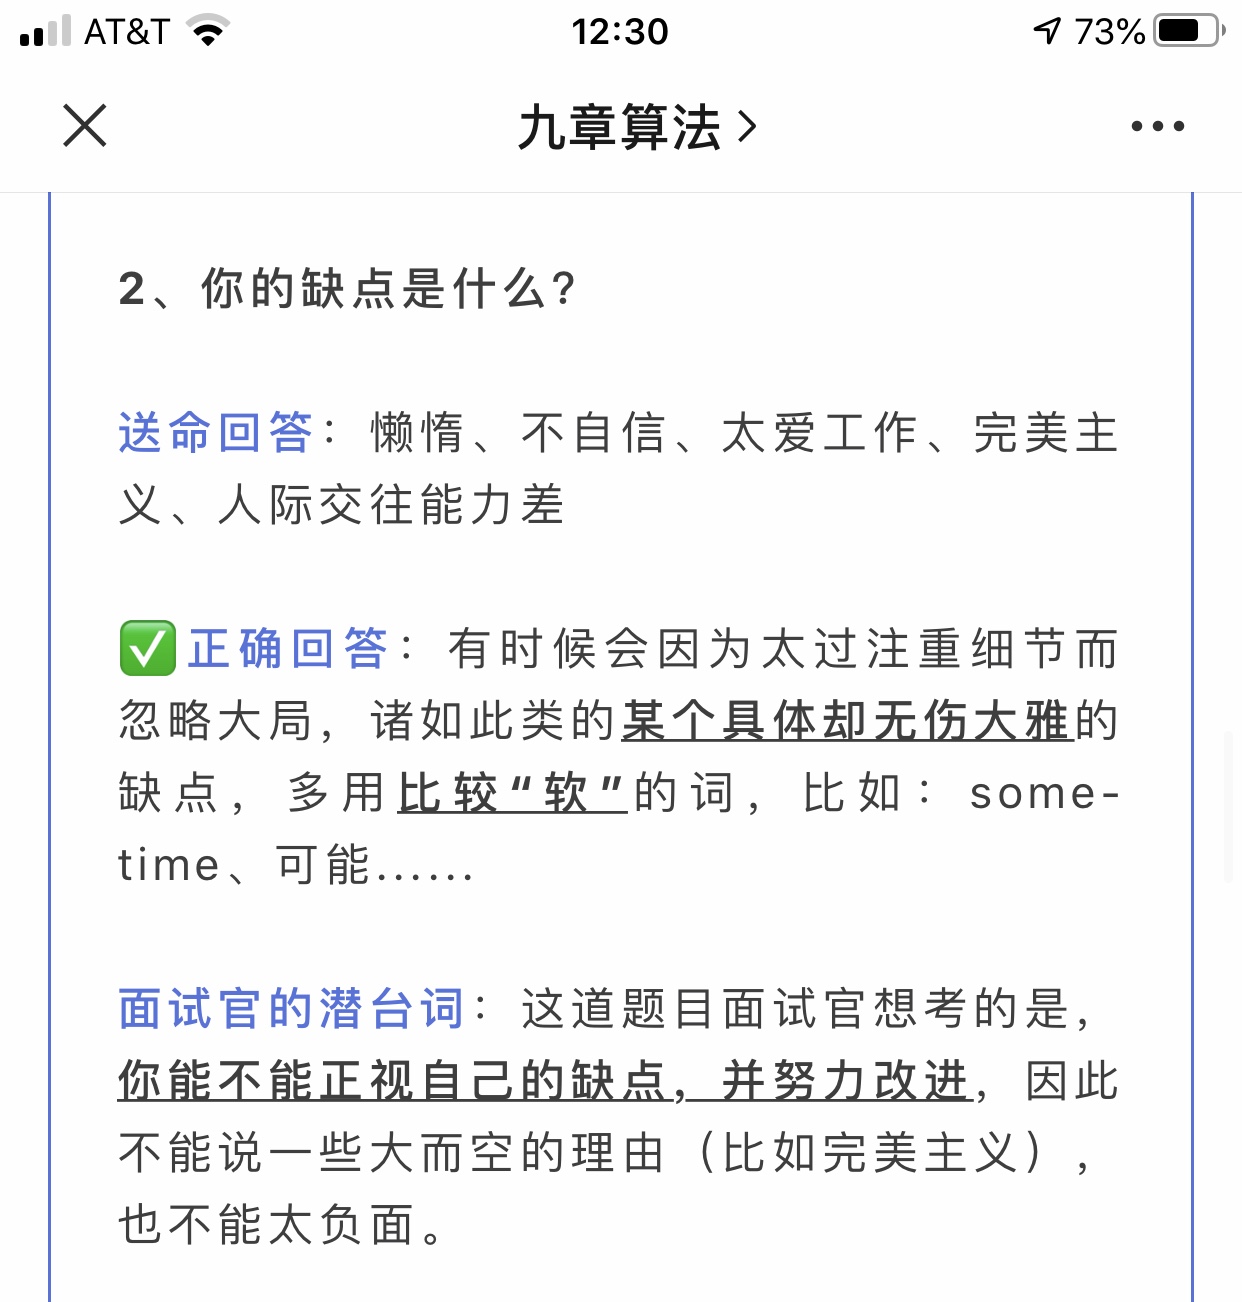 AT&T 12:30 73%
九章算法
2、你的缺点是什么?
送命回答：懒惰、不自信、太爱工作、完美主
义、人际交往能力差
✅正确回答：有时候会因为太过注重细节而
忽略大局，诸如此类的某个具体却无伤大雅的
缺点，多用比较“软”的词，比如：some-
time、可能......
面试官的潜台词：这道题目面试官想考的是，
你能不能正视自己的缺点，并努力改进，因此
不能说一些大而空的理由（比如完美主义），
也不能太负面。